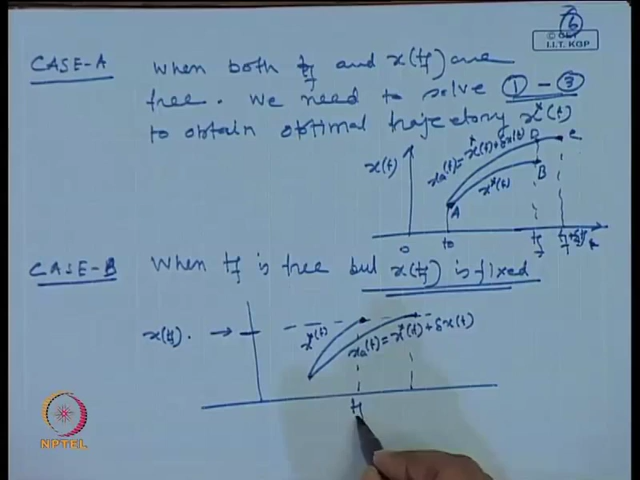 76
© CET
I.I.T. KGP
CASE-A
When both tf and x(tf) are
free. We need to solve ① - ③
to obtain optimal trajectory x*(t)
x(t)
xa(t) = x*(t) + δx(t)
D
C
x*(t)
B
A
0
t0
tf
tf + δtf
t
CASE-B
When tf is free but x(tf) is fixed
x(tf).
x*(t)
xa(t) = x*(t) + δx(t)
tf
NPTEL